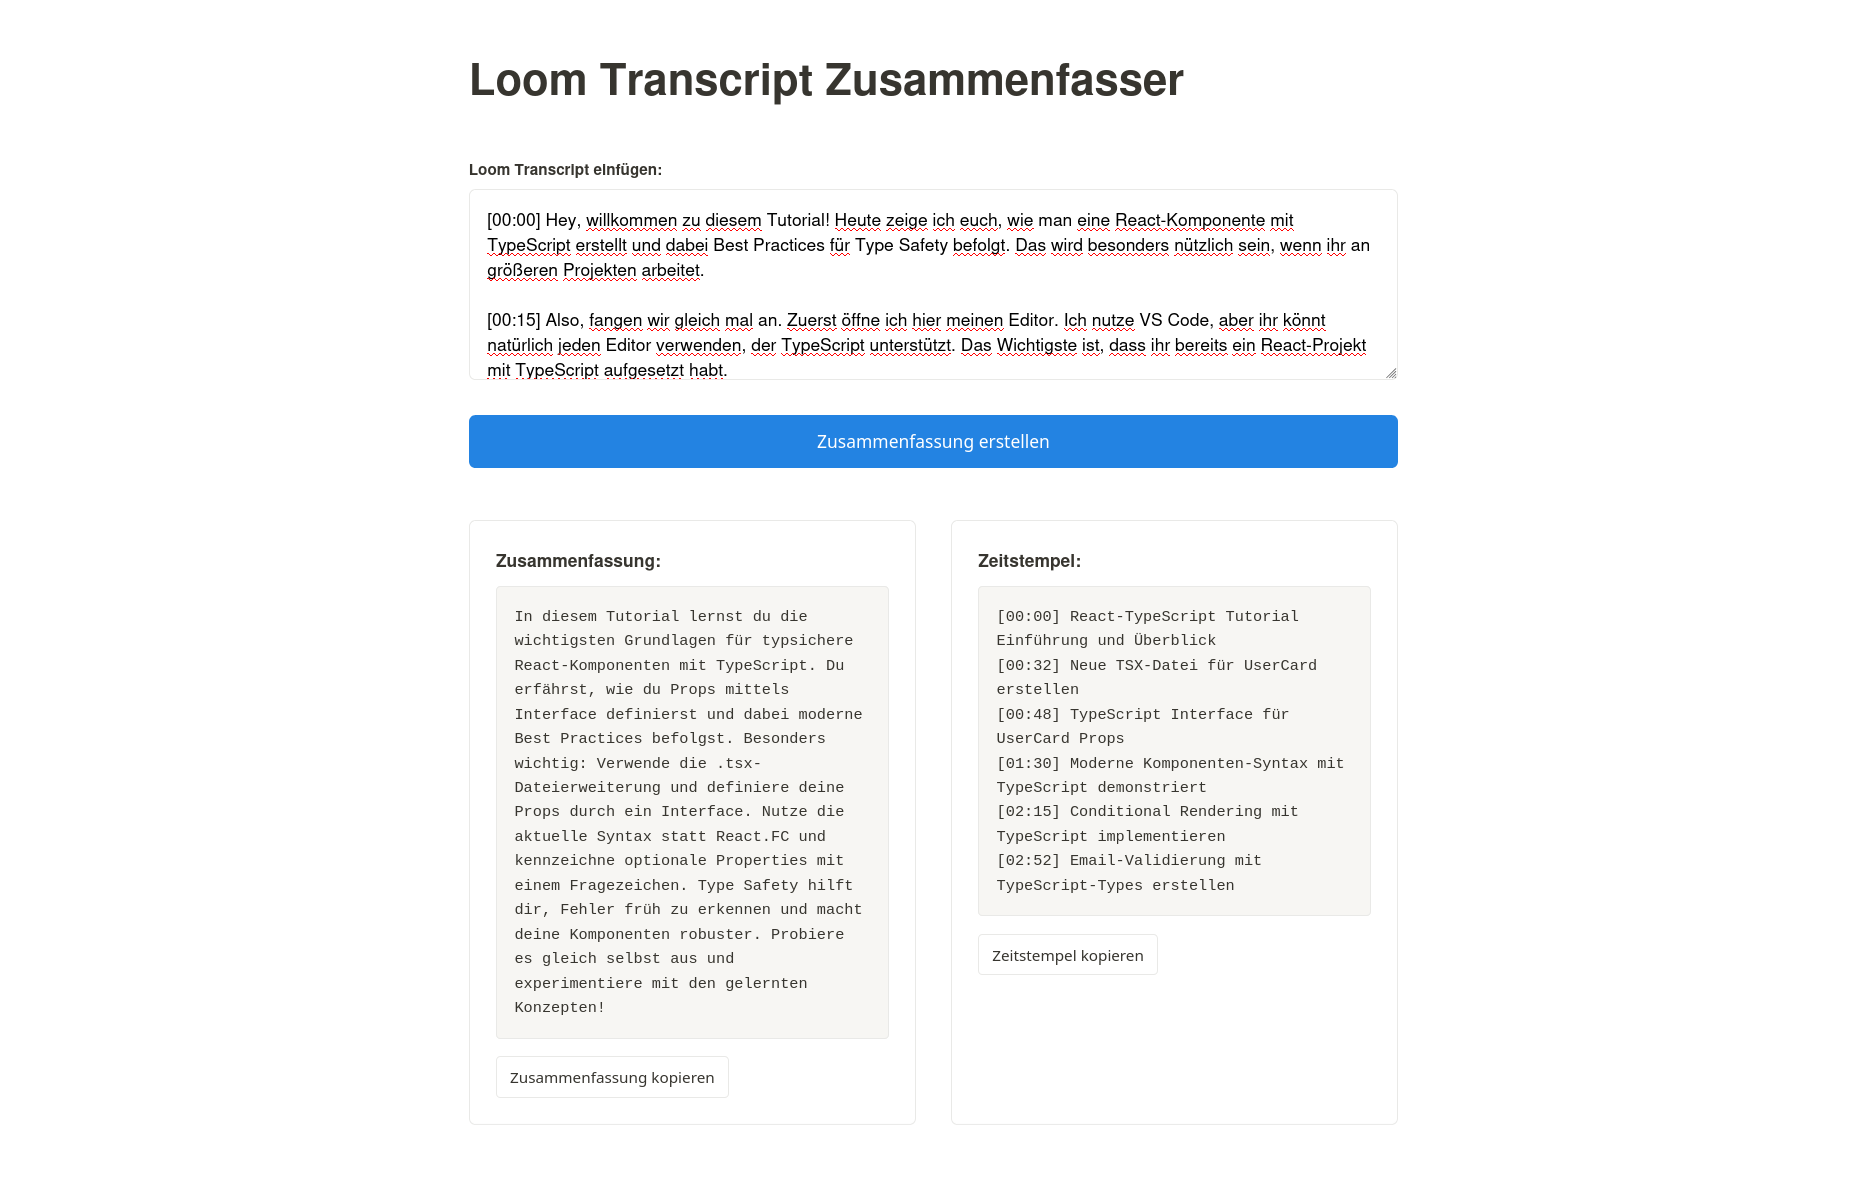 Loom Transcript Zusammenfasser
Loom Transcript einfügen:
[00:00] Hey, willkommen zu diesem Tutorial! Heute zeige ich euch, wie man eine React-Komponente mit
TypeScript erstellt und dabei Best Practices für Type Safety befolgt. Das wird besonders nützlich sein, wenn ihr an
größeren Projekten arbeitet.
[00:15] Also, fangen wir gleich mal an. Zuerst öffne ich hier meinen Editor. Ich nutze VS Code, aber ihr könnt
natürlich jeden Editor verwenden, der TypeScript unterstützt. Das Wichtigste ist, dass ihr bereits ein React-Projekt
mit TypeScript aufgesetzt habt.
Zusammenfassung erstellen
Zusammenfassung:
In diesem Tutorial lernst du die
wichtigsten Grundlagen für typsichere
React-Komponenten mit TypeScript. Du
erfährst, wie du Props mittels
Interface definierst und dabei moderne
Best Practices befolgst. Besonders
wichtig: Verwende die .tsx-
Dateierweiterung und definiere deine
Props durch ein Interface. Nutze die
aktuelle Syntax statt React.FC und
kennzeichne optionale Properties mit
einem Fragezeichen. Type Safety hilft
dir, Fehler früh zu erkennen und macht
deine Komponenten robuster. Probiere
es gleich selbst aus und
experimentiere mit den gelernten
Konzepten!
Zusammenfassung kopieren
Zeitstempel:
[00:00] React-TypeScript Tutorial
Einführung und Überblick
[00:32] Neue TSX-Datei für UserCard
erstellen
[00:48] TypeScript Interface für
UserCard Props
[01:30] Moderne Komponenten-Syntax mit
TypeScript demonstriert
[02:15] Conditional Rendering mit
TypeScript implementieren
[02:52] Email-Validierung mit
TypeScript-Types erstellen
Zeitstempel kopieren